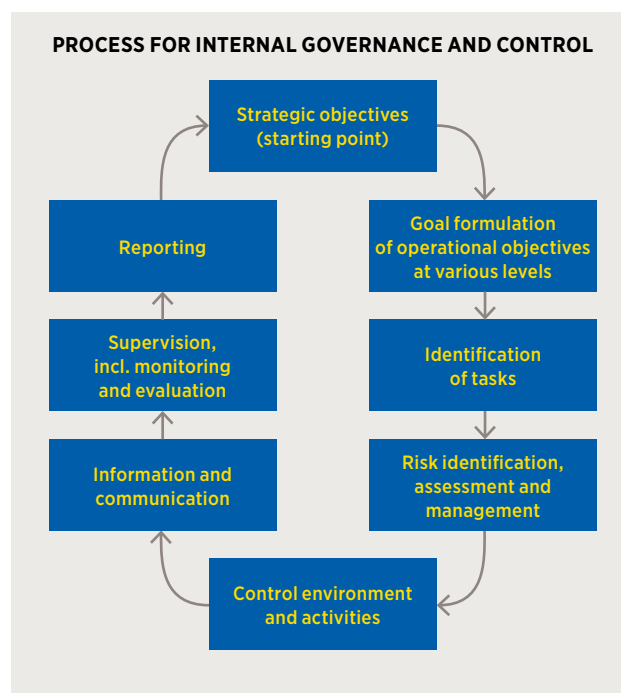 PROCESS FOR INTERNAL GOVERNANCE AND CONTROL
Strategic objectives
(starting point)
Goal formulation
of operational objectives
at various levels
Identification
of tasks
Risk identification,
assessment and
management
Control environment
and activities
Information and
communication
Supervision,
incl. monitoring
and evaluation
Reporting